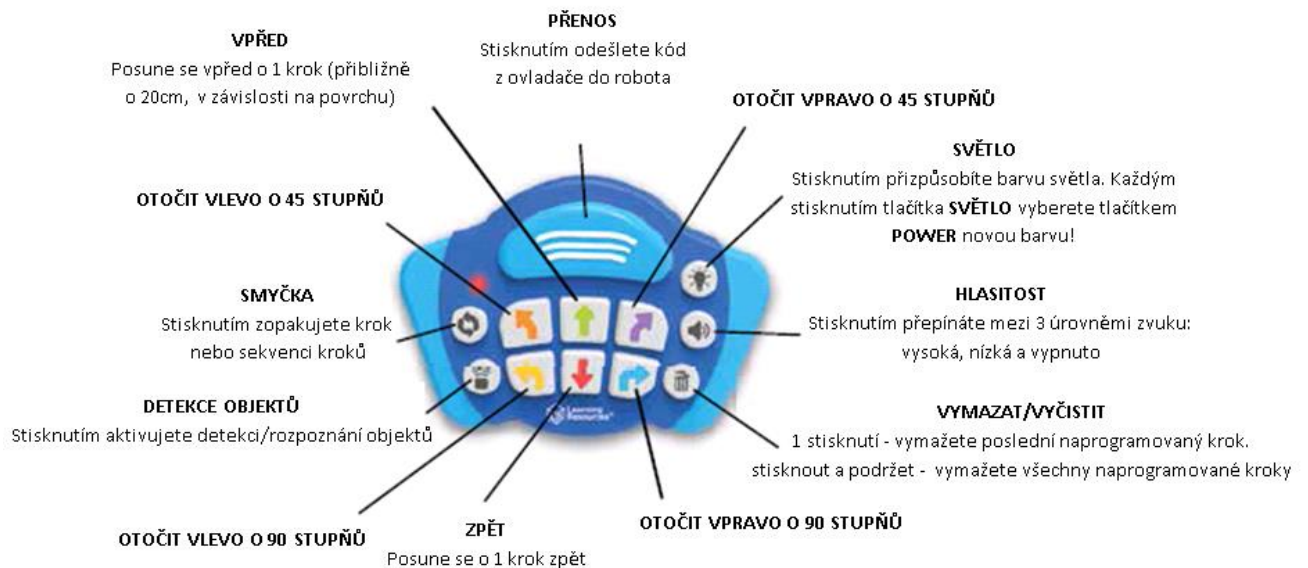 PŘENOS
Stisknutím odešlete kód
z ovladače do robota
VPŘED
Posune se vpřed o 1 krok (přibližně
o 20cm, v závislosti na povrchu)
OTOČIT VPRAVO O 45 STUPŇŮ
SVĚTLO
Stisknutím přizpůsobíte barvu světla. Každým
stisknutím tlačítka SVĚTLO vyberete tlačítkem
POWER novou barvu!
OTOČIT VLEVO O 45 STUPŇŮ
SMYČKA
Stisknutím zopakujete krok
nebo sekvenci kroků
HLASITOST
Stisknutím přepínáte mezi 3 úrovněmi zvuku:
vysoká, nízká a vypnuto
DETEKCE OBJEKTŮ
Stisknutím aktivujete detekci/rozpoznání objektů
Learning
Resources
VYMAZAT/VYČISTIT
1 stisknutí - vymažete poslední naprogramovaný krok.
stisknout a podržet - vymažete všechny naprogramované kroky
OTOČIT VLEVO O 90 STUPŇŮ
ZPĚT
Posune se o 1 krok zpět
OTOČIT VPRAVO O 90 STUPŇŮ